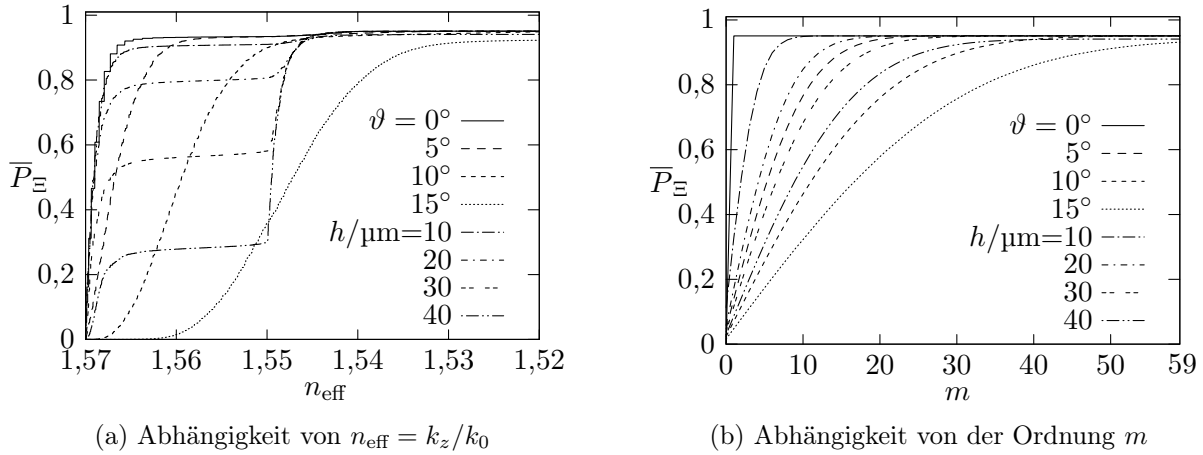 1
0,8
0,6
P̅_Ξ
0,4
0,2
0
1,57 1,56 1,55 1,54 1,53 1,52
n_eff
ϑ = 0°
5°
10°
15°
h/µm=10
20
30
40
(a) Abhängigkeit von n_eff = k_z/k_0
1
0,8
0,6
P̅_Ξ
0,4
0,2
0
0 10 20 30 40 50 59
m
ϑ = 0°
5°
10°
15°
h/µm=10
20
30
40
(b) Abhängigkeit von der Ordnung m